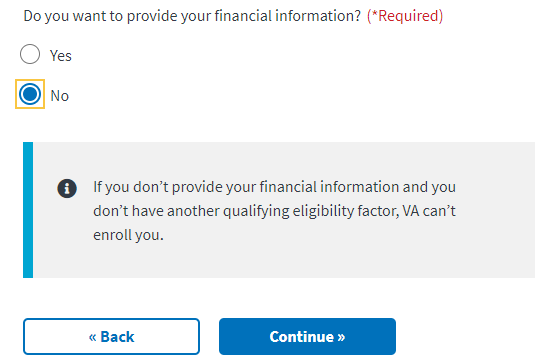 Do you want to provide your financial information? (*Required)
Yes
No
If you don’t provide your financial information and you
don’t have another qualifying eligibility factor, VA can’t
enroll you.
« Back
Continue »